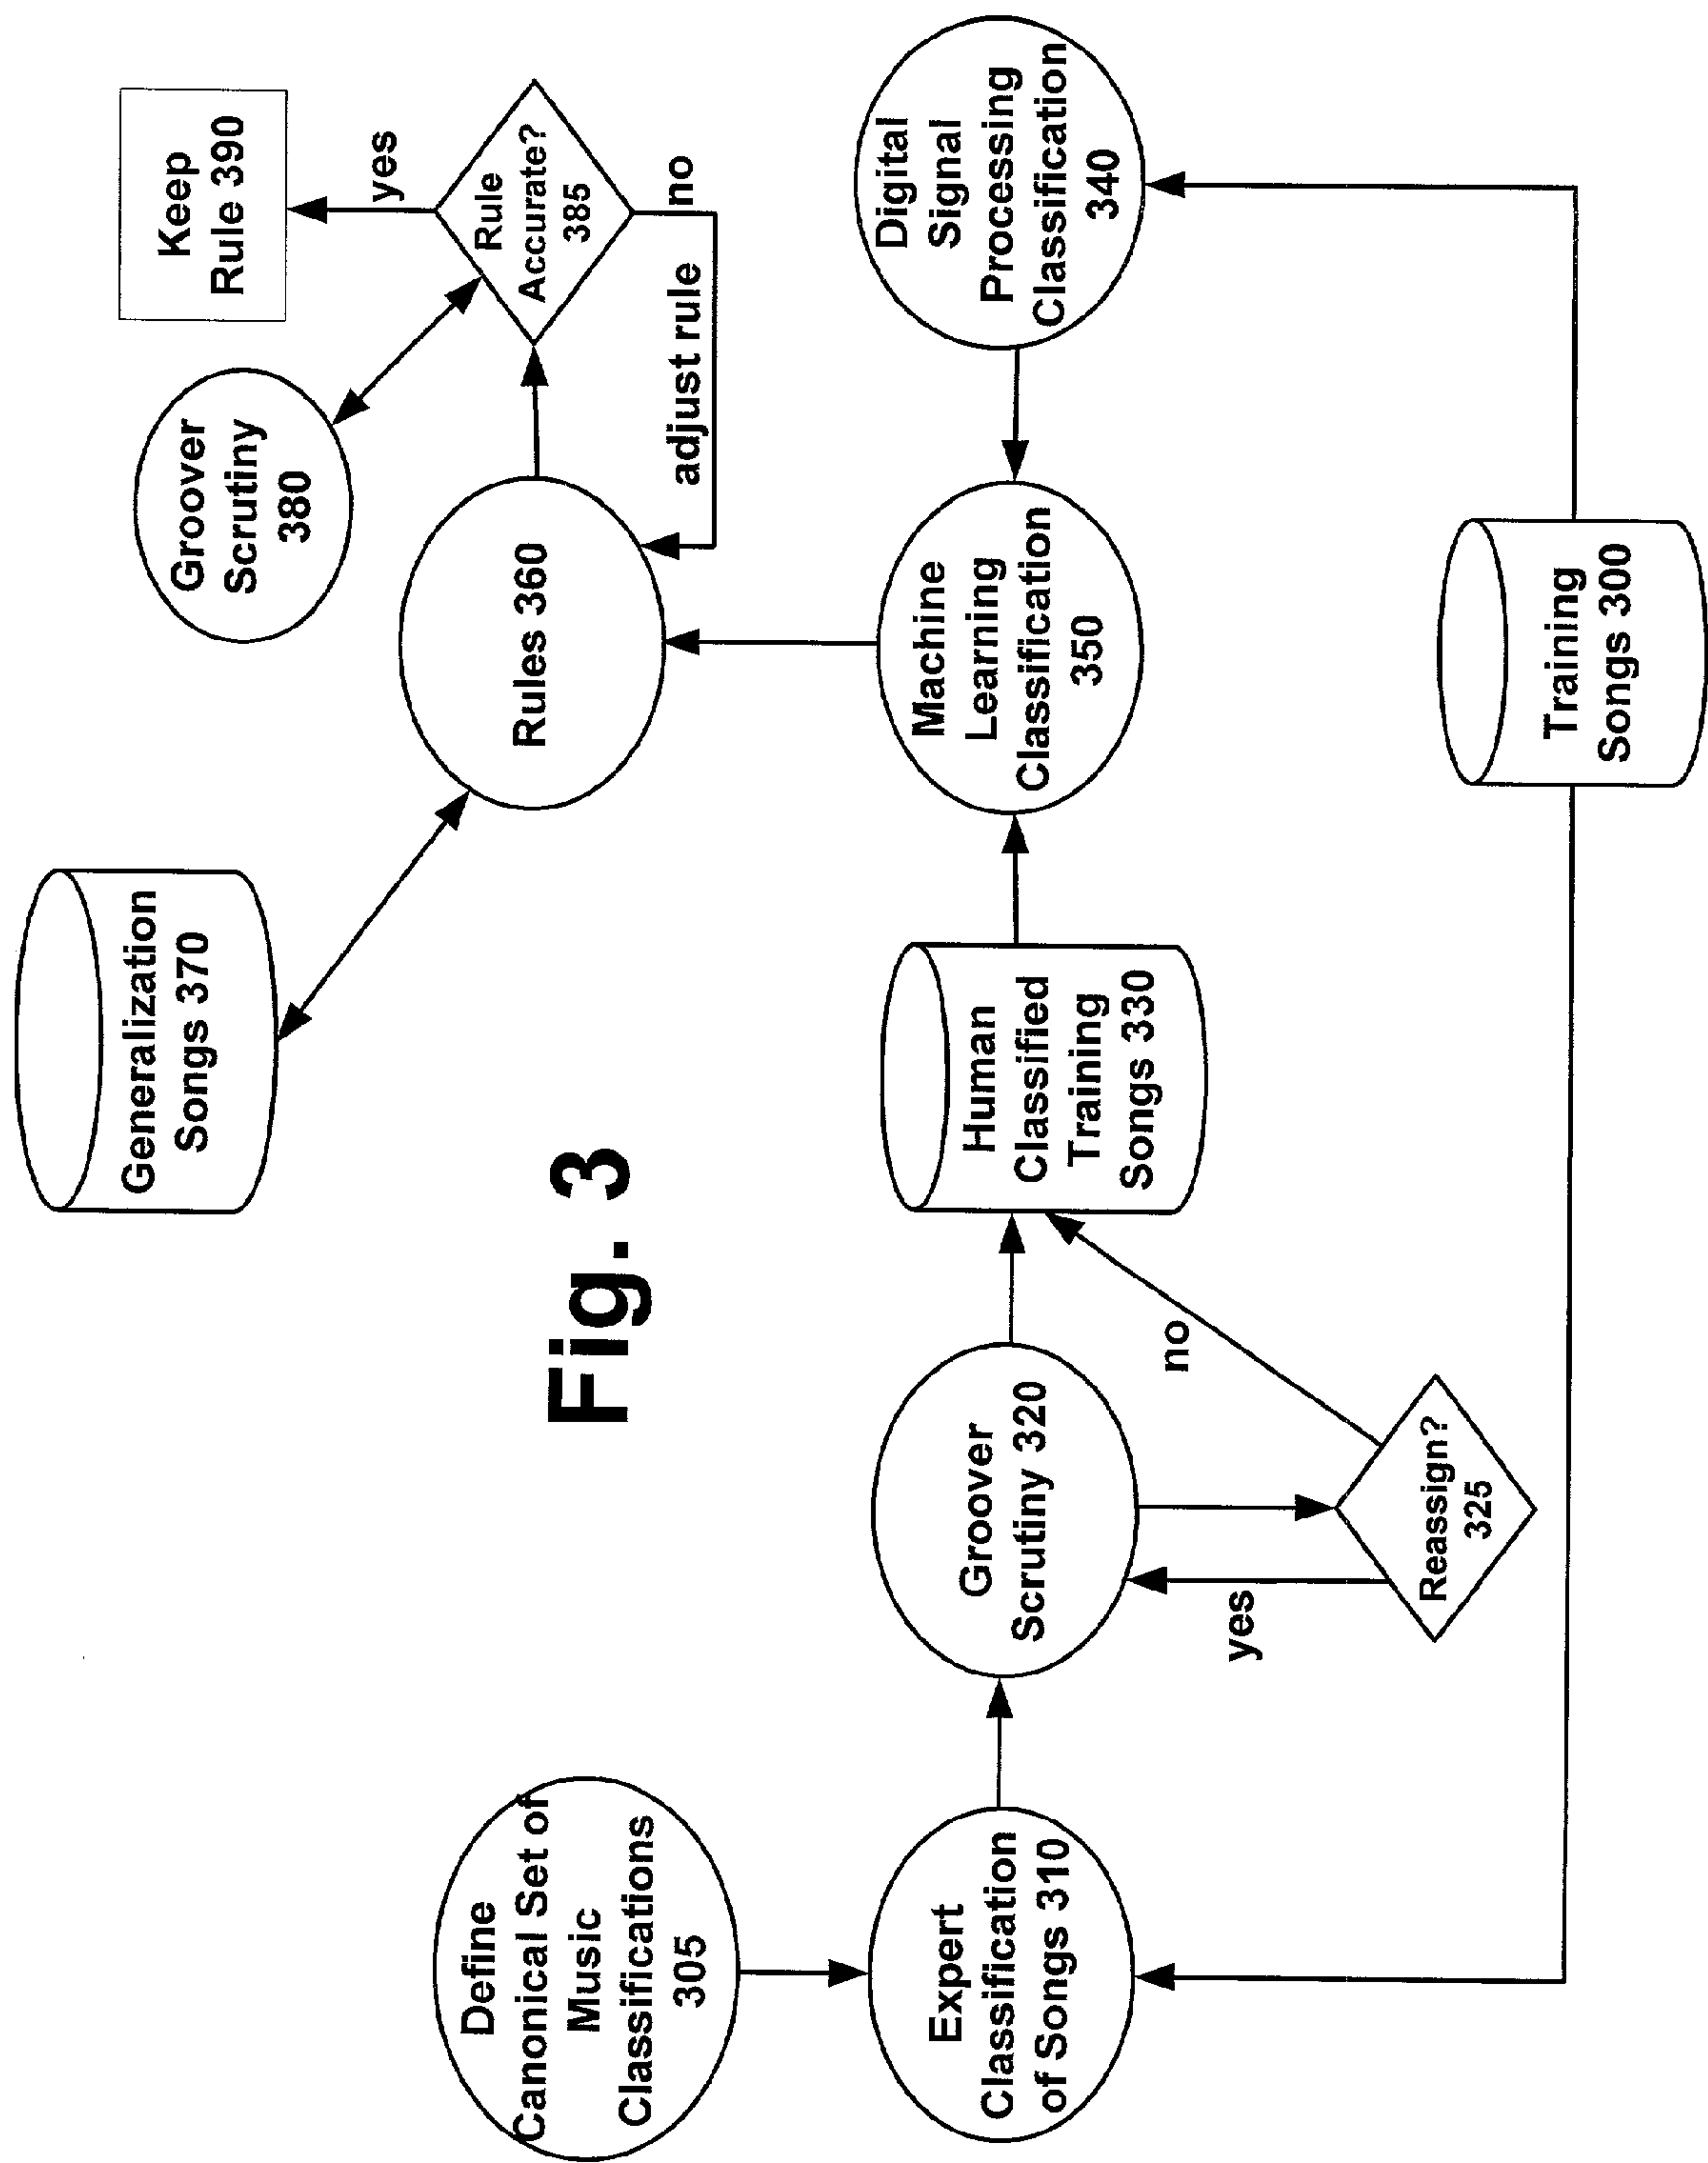 Generalization
Songs 370
Groover
Scrutiny
380
Keep
Rule 390
yes
Rule
Accurate?
385
no
adjust rule
Rules 360
Fig. 3
Define
Canonical Set of
Music
Classifications
305
Expert
Classification
of Songs 310
Groover
Scrutiny 320
yes
no
Reassign?
325
Human
Classified
Training
Songs 330
Machine
Learning
Classification
350
Digital
Signal
Processing
Classification
340
Training
Songs 300